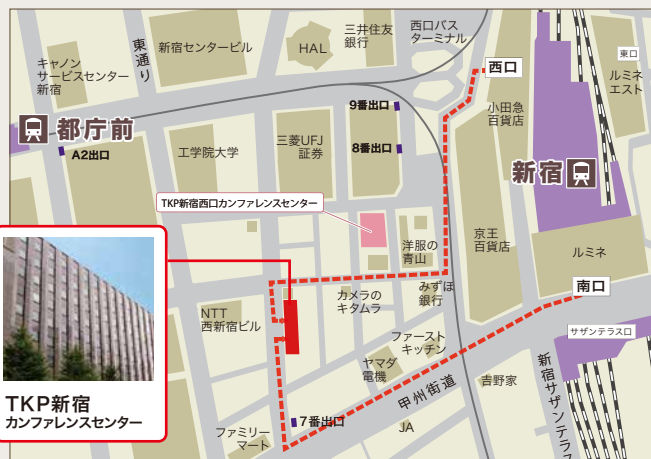 東通り
新宿センタービル
HAL
三井住友
銀行
西口バス
ターミナル
キャノン
サービスセンター
新宿
西口
東口
ルミネ
エスト
小田急
百貨店
9番出口
都庁前
A2出口
工学院大学
三菱UFJ
証券
8番出口
新宿
TKP新宿西口カンファレンスセンター
洋服の
青山
京王
百貨店
ルミネ
南口
みずほ
銀行
カメラの
キタムラ
NTT
西新宿ビル
ファースト
キッチン
サザンテラス口
ヤマダ
電機
甲州街道
吉野家
新宿サザンテラス
TKP新宿
カンファレンスセンター
7番出口
ファミリー
マート
JA